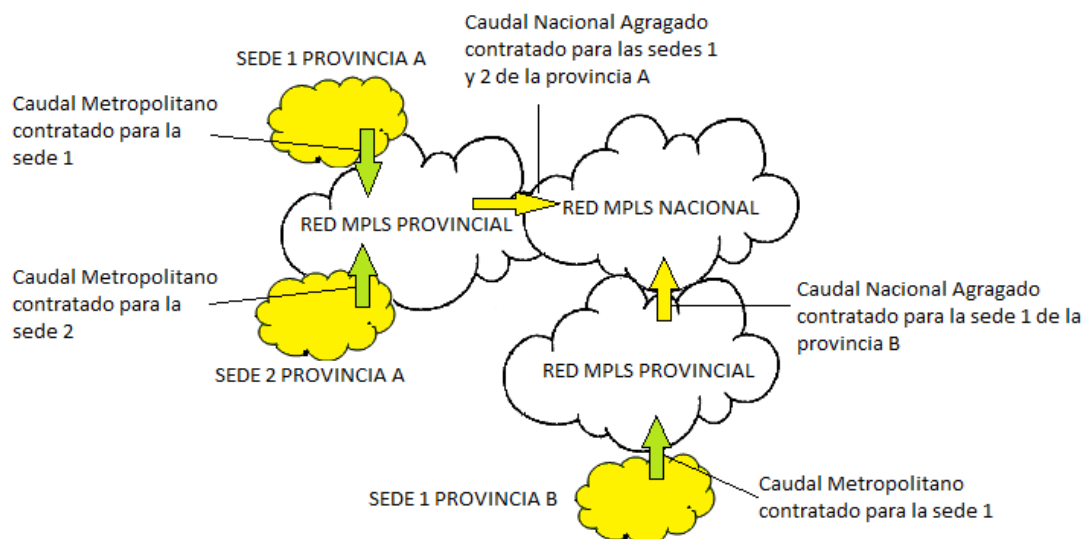 Caudal Nacional Agragado
contratado para las sedes 1
y 2 de la provincia A
SEDE 1 PROVINCIA A
Caudal Metropolitano
contratado para la
sede 1
RED MPLS PROVINCIAL
RED MPLS NACIONAL
Caudal Metropolitano
contratado para la
sede 2
SEDE 2 PROVINCIA A
Caudal Nacional Agragado
contratado para la sede 1 de la
provincia B
RED MPLS PROVINCIAL
SEDE 1 PROVINCIA B
Caudal Metropolitano
contratado para la sede 1